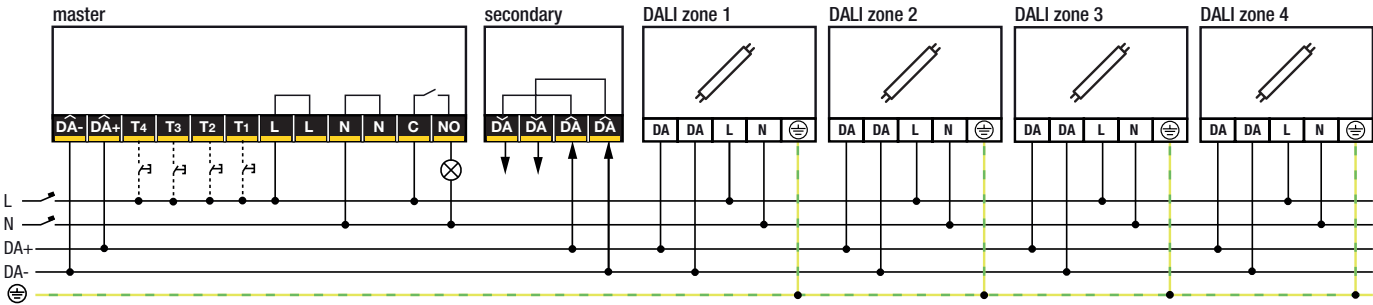 master secondary DALI zone 1 DALI zone 2 DALI zone 3 DALI zone 4
DA- DA+ T4 T3 T2 T1 L L N N C NO DA DA DA DA DA DA L N DA DA L N DA DA L N DA DA L N
L
N
DA+
DA-